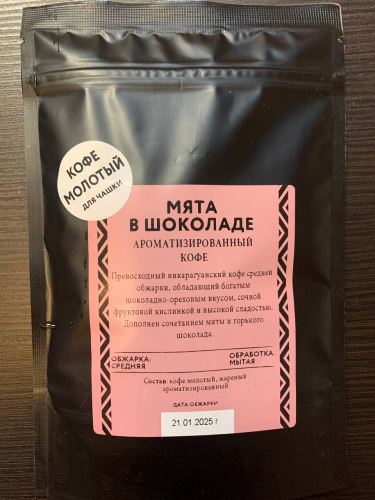 КОФЕ
МОЛОТЫЙ
ДЛЯ ЧАШКИ
МЯТА
В ШОКОЛАДЕ
АРОМАТИЗИРОВАННЫЙ
КОФЕ
Превосходный никарагуанский кофе средней
обжарки, обладающий богатым
шоколадно-ореховым вкусом, сочной
фруктовой кислинкой и высокой сладостью.
Дополнен сочетанием мяты и горького
шоколада.
ОБЖАРКА: ОБРАБОТКА
СРЕДНЯЯ МЫТАЯ
Состав: кофе молотый, жареный
ароматизированный
ДАТА ОБЖАРКИ
21.01.2025 г